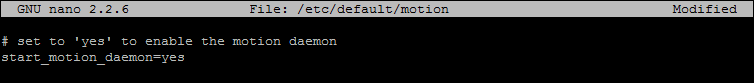 GNU nano 2.2.6 File: /etc/default/motion Modified
# set to 'yes' to enable the motion daemon
start_motion_daemon=yes